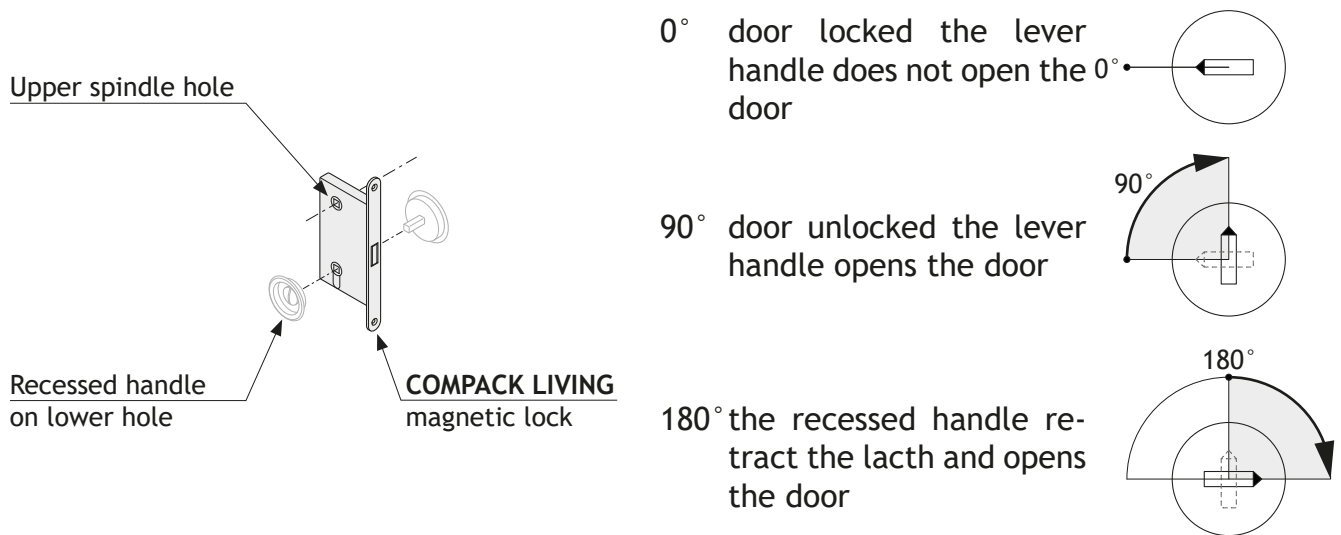 Upper spindle hole
Recessed handle
on lower hole
COMPACK LIVING
magnetic lock
0° door locked the lever
handle does not open the
door
0°
90° door unlocked the lever
handle opens the door
90°
180° the recessed handle re-
tract the lacth and opens
the door
180°